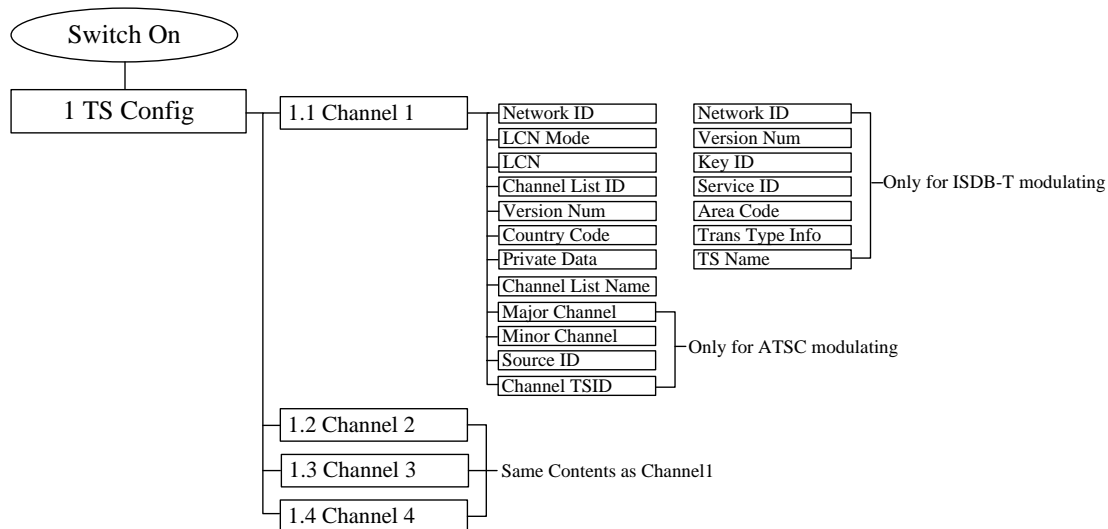 Switch On
1 TS Config
1.1 Channel 1
Network ID
LCN Mode
LCN
Channel List ID
Version Num
Country Code
Private Data
Channel List Name
Major Channel
Minor Channel
Source ID
Channel TSID
Only for ATSC modulating
Network ID
Version Num
Key ID
Service ID
Area Code
Trans Type Info
TS Name
Only for ISDB-T modulating
1.2 Channel 2
1.3 Channel 3
1.4 Channel 4
Same Contents as Channel1